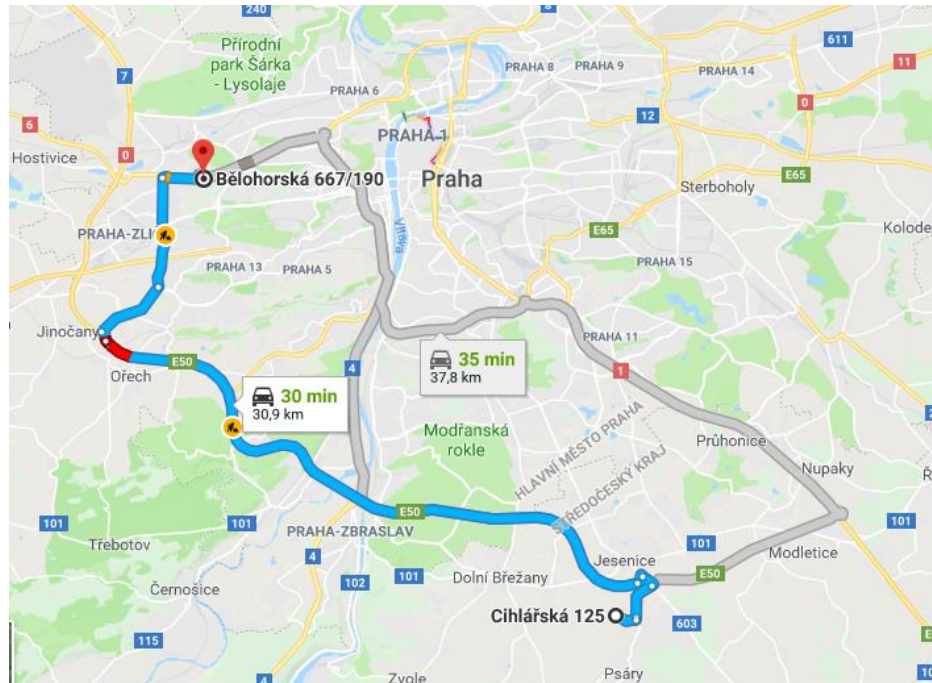 240
611
Přírodní
park Šárka
- Lysolaje
8
PRAHA 8
PRAHA 9
PRAHA 14
11
7
PRAHA 6
0
6
12
PRAHA-1
Hostivice
0
Bělohorská 667/190
Praha
E65
Sterboholy
Kolode
Vltava
E65
PRAHA-ZLI
PRAHA 13
PRAHA 5
PRAHA 15
Jinočany
PRAHA 11
Ořech
E50
4
35 min
37,8 km
1
30 min
30,9 km
Modřanská
rokle
HLAVNÍ MĚSTO PRAHA
STŘEDOČESKÝ KRAJ
Průhonice
Nupaky
101
101
E50
101
Třebotov
PRAHA-ZBRASLAV
101
Jesenice
Modletice
4
102
101
Dolní Břežany
E50
Černošice
Cihlářská 125
603
115
Psáry
4
Zvole